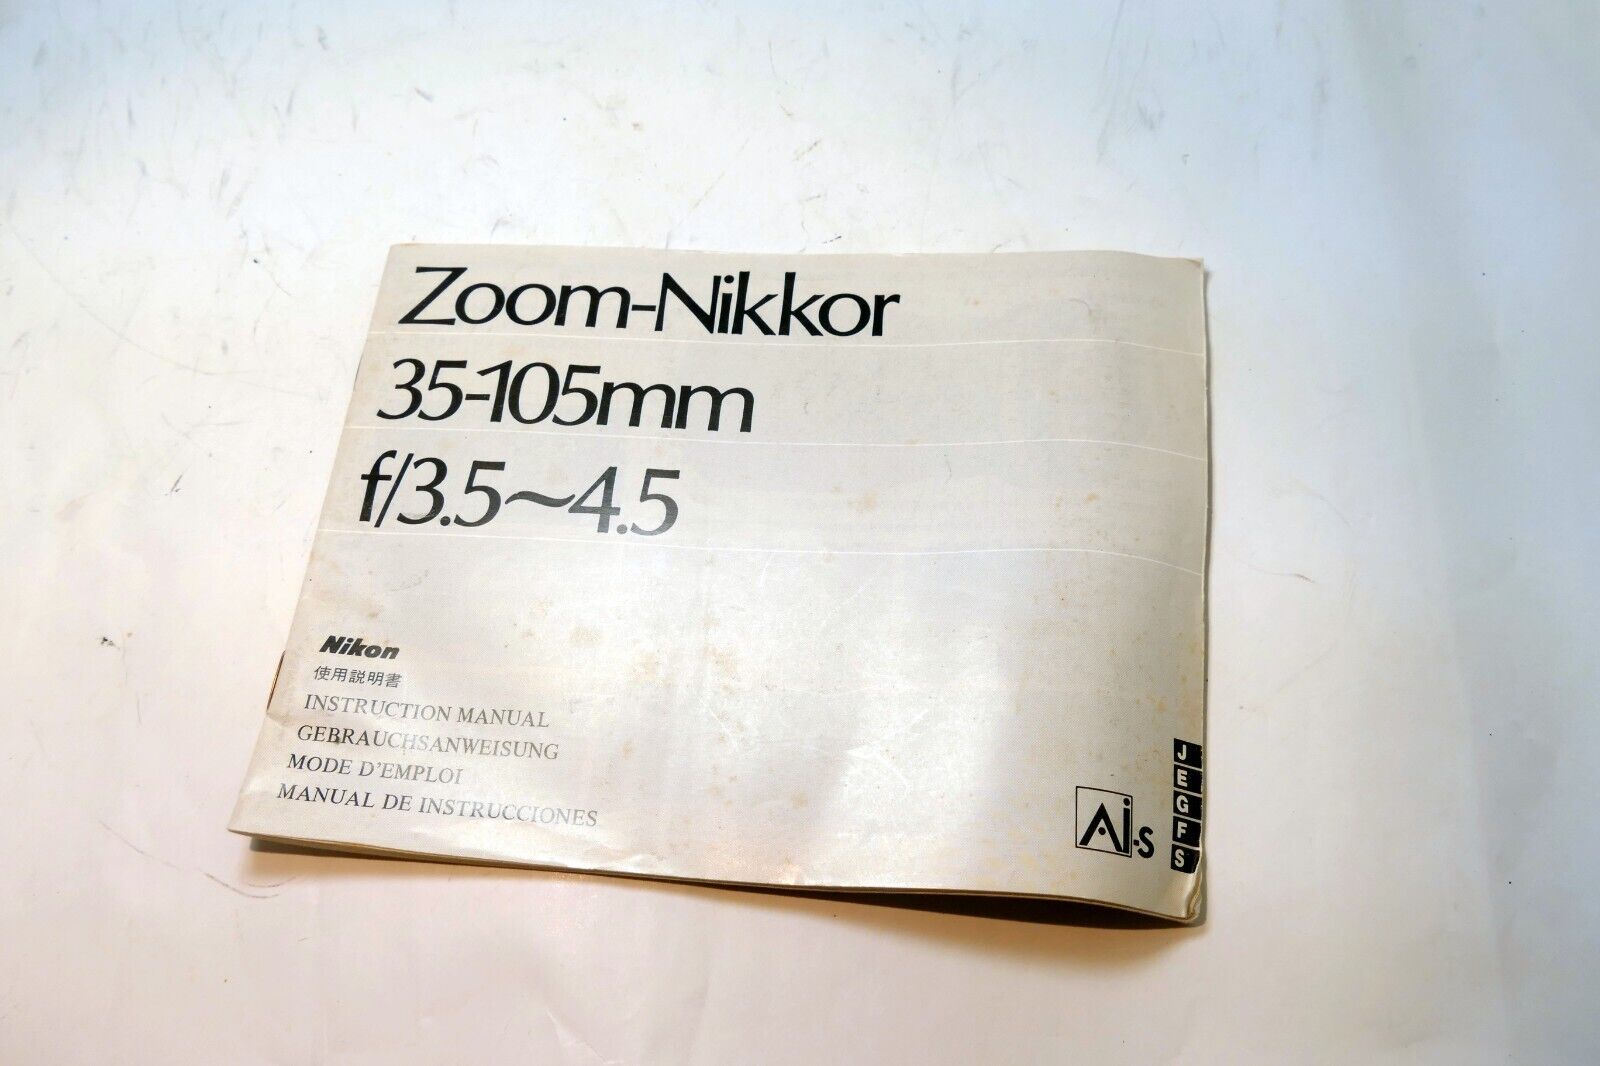 Zoom-Nikkor
35-105mm
f/3.5~4.5
Nikon
使用説明書
INSTRUCTION MANUAL
GEBRAUCHSANWEISUNG
MODE D'EMPLOI
MANUAL DE INSTRUCCIONES
Ai-s
J
E
G
F
S